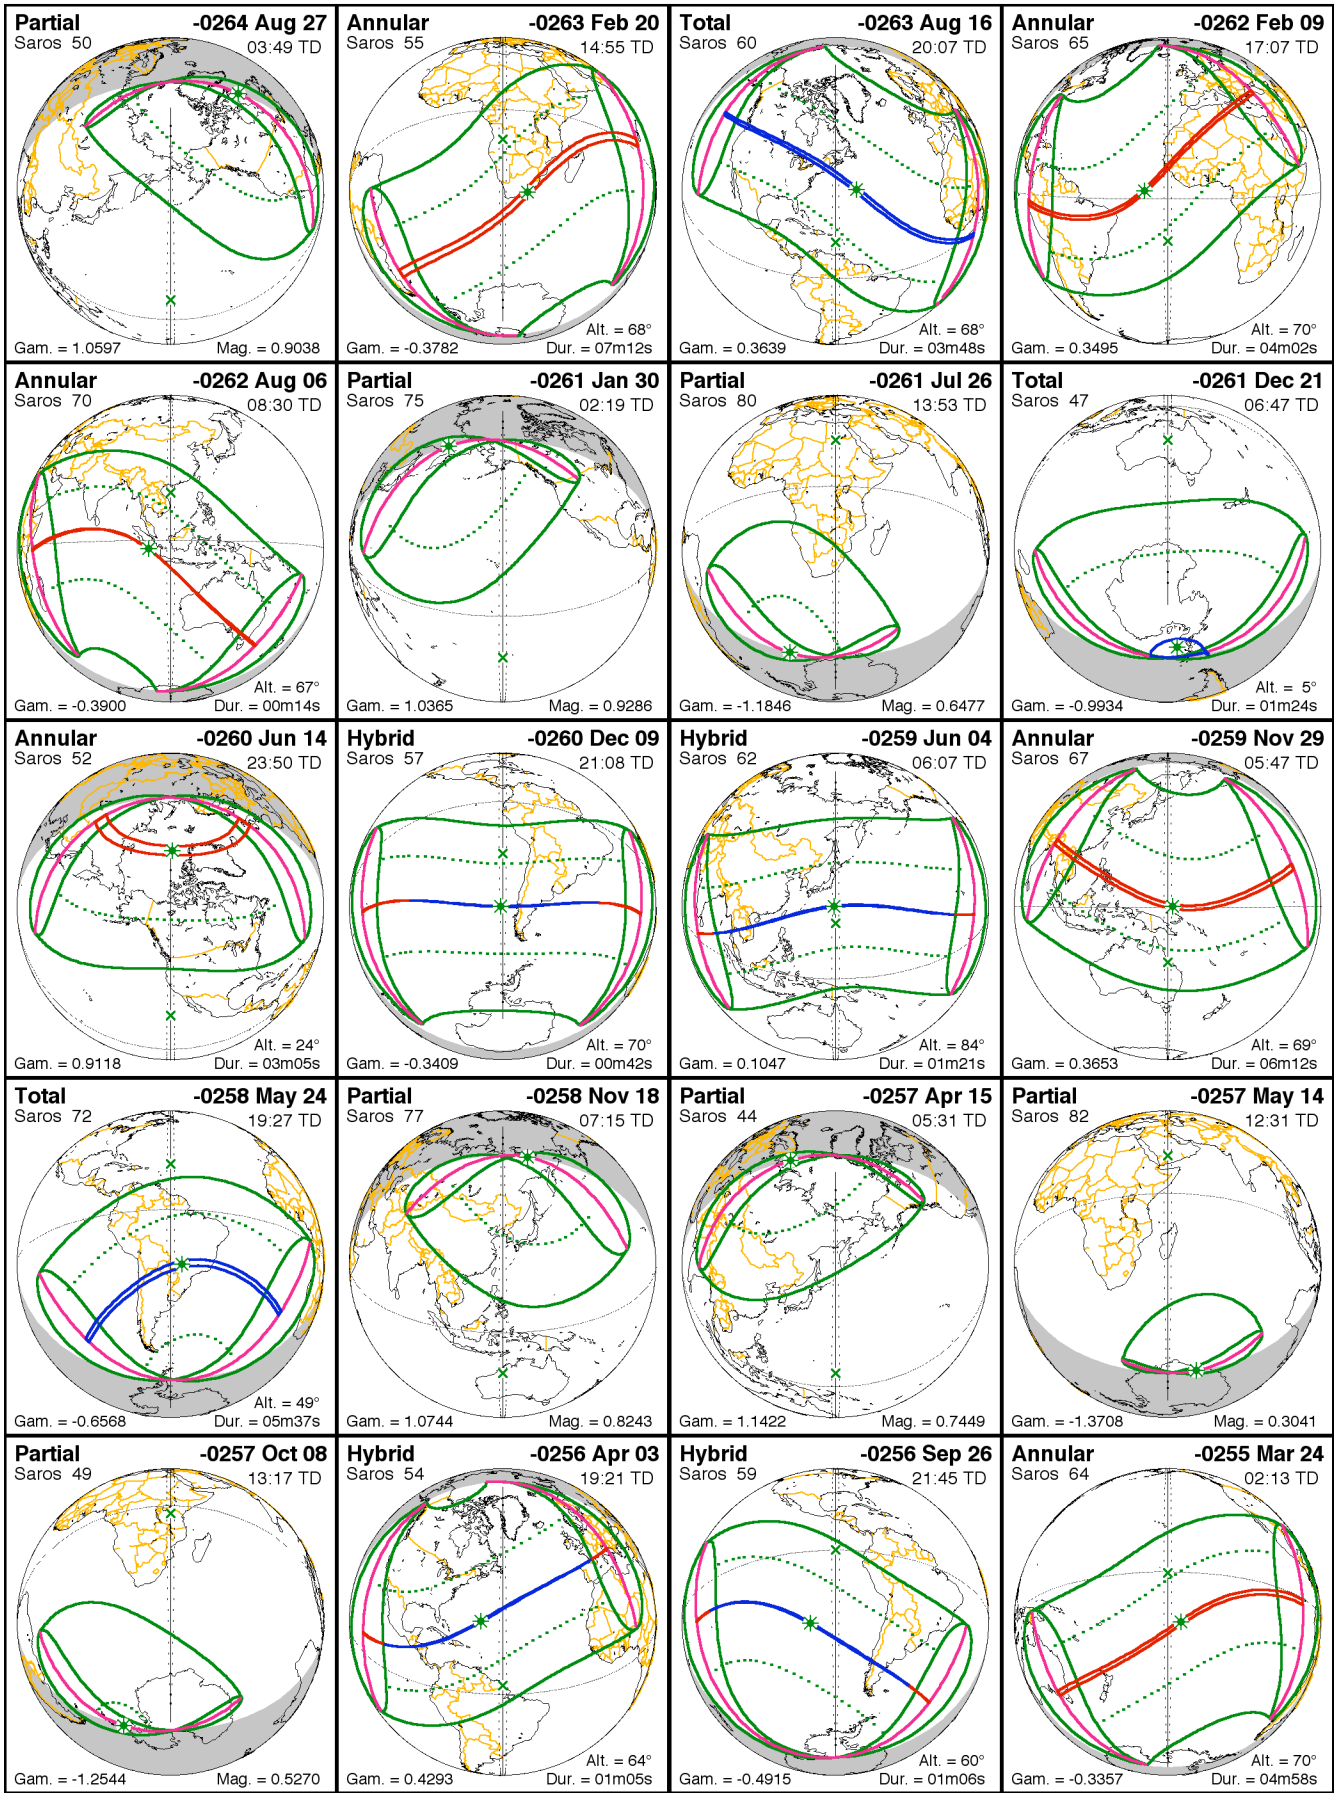 Partial -0264 Aug 27
Saros 50 03:49 TD
Gam. = 1.0597 Mag. = 0.9038
Annular -0263 Feb 20
Saros 55 14:55 TD
Alt. = 68°
Gam. = -0.3782 Dur. = 07m12s
Total -0263 Aug 16
Saros 60 20:07 TD
Alt. = 68°
Gam. = 0.3639 Dur. = 03m48s
Annular -0262 Feb 09
Saros 65 17:07 TD
Alt. = 70°
Gam. = 0.3495 Dur. = 04m02s
Annular -0262 Aug 06
Saros 70 08:30 TD
Alt. = 67°
Gam. = -0.3900 Dur. = 00m14s
Partial -0261 Jan 30
Saros 75 02:19 TD
Gam. = 1.0365 Mag. = 0.9286
Partial -0261 Jul 26
Saros 80 13:53 TD
Gam. = -1.1846 Mag. = 0.6477
Total -0261 Dec 21
Saros 47 06:47 TD
Alt. = 5°
Gam. = -0.9934 Dur. = 01m24s
Annular -0260 Jun 14
Saros 52 23:50 TD
Alt. = 24°
Gam. = 0.9118 Dur. = 03m05s
Hybrid -0260 Dec 09
Saros 57 21:08 TD
Alt. = 70°
Gam. = -0.3409 Dur. = 00m42s
Hybrid -0259 Jun 04
Saros 62 06:07 TD
Alt. = 84°
Gam. = 0.1047 Dur. = 01m21s
Annular -0259 Nov 29
Saros 67 05:47 TD
Alt. = 69°
Gam. = 0.3653 Dur. = 06m12s
Total -0258 May 24
Saros 72 19:27 TD
Alt. = 49°
Gam. = -0.6568 Dur. = 05m37s
Partial -0258 Nov 18
Saros 77 07:15 TD
Gam. = 1.0744 Mag. = 0.8243
Partial -0257 Apr 15
Saros 44 05:31 TD
Gam. = 1.1422 Mag. = 0.7449
Partial -0257 May 14
Saros 82 12:31 TD
Gam. = -1.3708 Mag. = 0.3041
Partial -0257 Oct 08
Saros 49 13:17 TD
Gam. = -1.2544 Mag. = 0.5270
Hybrid -0256 Apr 03
Saros 54 19:21 TD
Alt. = 64°
Gam. = 0.4293 Dur. = 01m05s
Hybrid -0256 Sep 26
Saros 59 21:45 TD
Alt. = 60°
Gam. = -0.4915 Dur. = 01m06s
Annular -0255 Mar 24
Saros 64 02:13 TD
Alt. = 70°
Gam. = -0.3357 Dur. = 04m58s